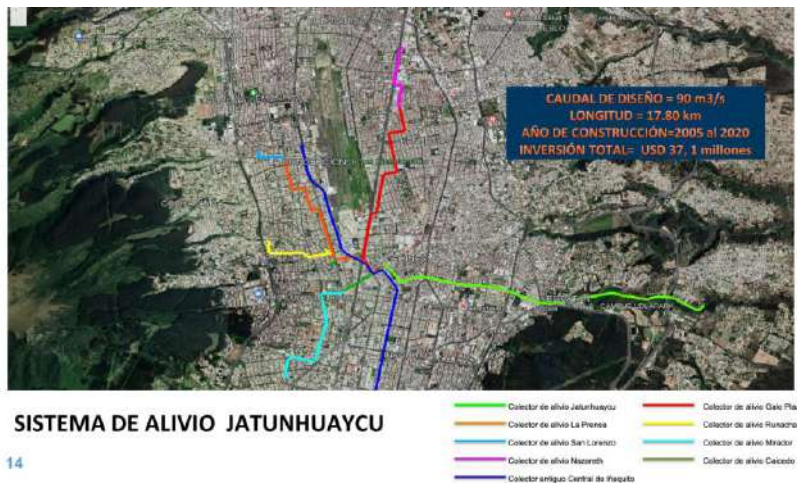 CAUDAL DE DISEÑO = 90 m3/s
LONGITUD = 17.80 km
AÑO DE CONSTRUCCIÓN=2005 al 2020
INVERSIÓN TOTAL= USD 37, 1 millones
SISTEMA DE ALIVIO JATUNHUAYCU
Colector de alivio Jatunhuaycu
Colector de alivio La Prensa
Colector de alivio San Lorenzo
Colector de alivio Nazareth
Colector antiguo Central de Iñaquito
Colector de alivio Galo Pla
Colector de alivio Runacha
Colector de alivio Mirador
Colector de alivio Caicedo
14